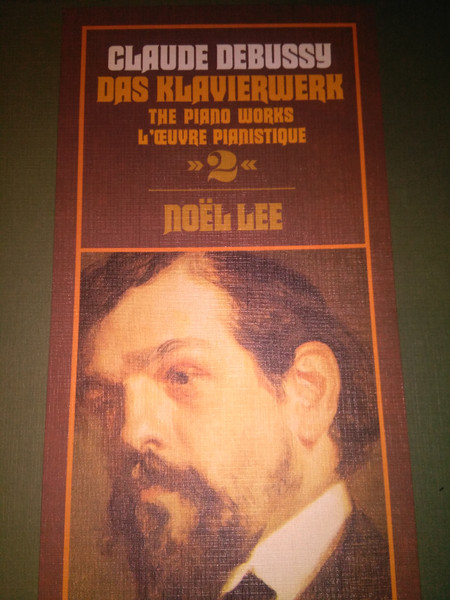 CLAUDE DEBUSSY
DAS KLAVIERWERK
THE PIANO WORKS
L'ŒUVRE PIANISTIQUE
»2«
NOËL LEE